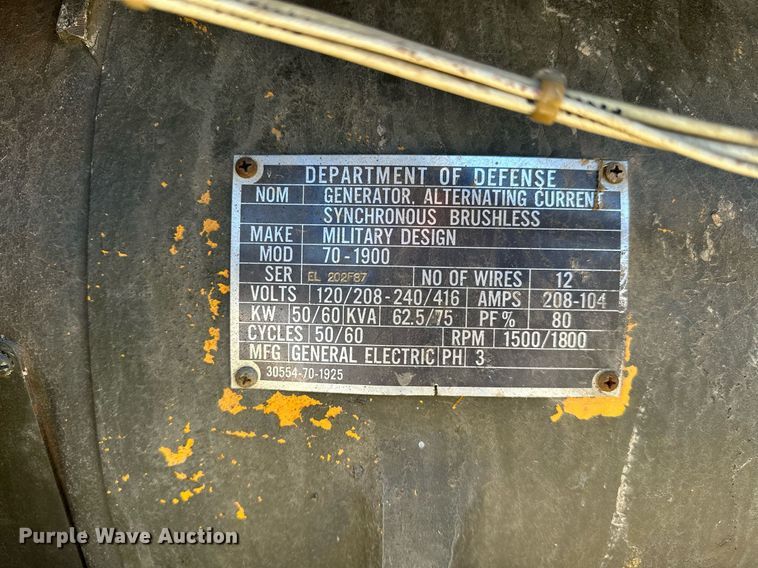 DEPARTMENT OF DEFENSE
NOM GENERATOR, ALTERNATING CURRENT
SYNCHRONOUS BRUSHLESS
MAKE MILITARY DESIGN
MOD 70-1900
SER EL 202F87 NO OF WIRES 12
VOLTS 120/208-240/416 AMPS 208-104
KW 50/60 KVA 62.5/75 PF% 80
CYCLES 50/60 RPM 1500/1800
MFG GENERAL ELECTRIC PH 3
30554-70-1925
Purple Wave Auction®